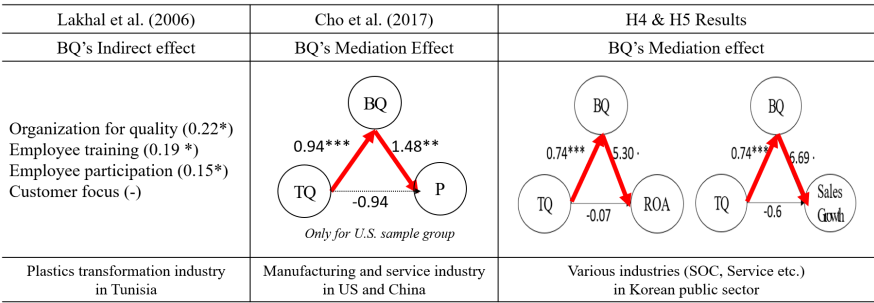 Lakhal et al. (2006)
Cho et al. (2017)
H4 & H5 Results
BQ’s Indirect effect
BQ’s Mediation Effect
BQ’s Mediation effect
Organization for quality (0.22*)
Employee training (0.19 *)
Employee participation (0.15*)
Customer focus (-)
BQ
0.94***
1.48**
TQ
P
-0.94
Only for U.S. sample group
BQ
0.74***
5.30 ·
TQ
ROA
-0.07
BQ
0.74***
6.69 ·
TQ
Sales
Growth
-0.6
Plastics transformation industry
in Tunisia
Manufacturing and service industry
in US and China
Various industries (SOC, Service etc.)
in Korean public sector